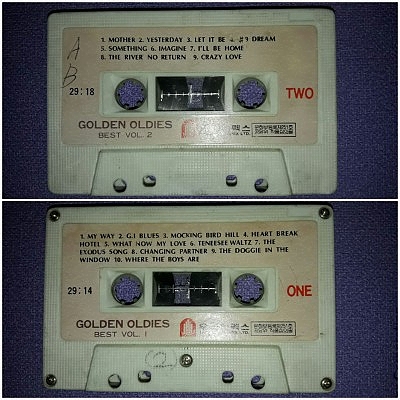 A
B
1. MOTHER 2. YESTERDAY 3. LET IT BE 4. #9 DREAM
5. SOMETHING 6. IMAGINE 7. I'LL BE HOME
8. THE RIVER NO RETURN 9. CRAZY LOVE
29:18
TWO
GOLDEN OLDIES
BEST VOL. 2
LTD.
1. MY WAY 2. G.I BLUES 3. MOCKING BIRD HILL 4. HEART BREAK
HOTEL 5. WHAT NOW MY LOVE 6. TENEESEE WALTZ 7. THE
EXODUS SONG 8. CHANGING PARTNER 9. THE DOGGIE IN THE
WINDOW 10. WHERE THE BOYS ARE
29:14
ONE
GOLDEN OLDIES
BEST VOL. 1